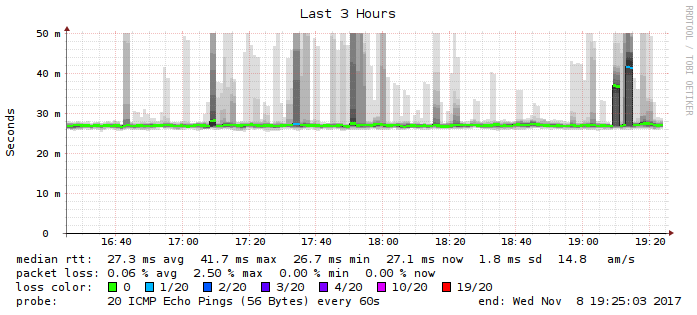 Last 3 Hours
RRDTOOL / TOBI OETIKER
Seconds
50 m
40 m
30 m
20 m
10 m
0
16:40 17:00 17:20 17:40 18:00 18:20 18:40 19:00 19:20
median rtt: 27.3 ms avg 41.7 ms max 26.7 ms min 27.1 ms now 1.8 ms sd 14.8 am/s
packet loss: 0.06 % avg 2.50 % max 0.00 % min 0.00 % now
loss color: 0 1/20 2/20 3/20 4/20 10/20 19/20
probe: 20 ICMP Echo Pings (56 Bytes) every 60s end: Wed Nov 8 19:25:03 2017